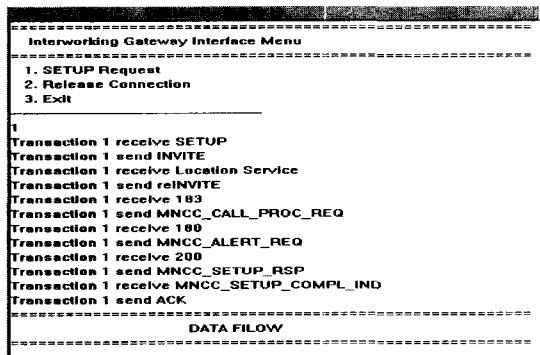 Interworking Gateway Interface Menu
1. SETUP Request
2. Release Connection
3. Exit
1
Transaction 1 receive SETUP
Transaction 1 send INVITE
Transaction 1 receive Location Service
Transaction 1 send reINVITE
Transaction 1 receive 183
Transaction 1 send MNCC_CALL_PROC_REQ
Transaction 1 receive 180
Transaction 1 send MNCC_ALERT_REQ
Transaction 1 receive 200
Transaction 1 send MNCC_SETUP_RSP
Transaction 1 receive MNCC_SETUP_COMPL_IND
Transaction 1 send ACK
DATA FILOW